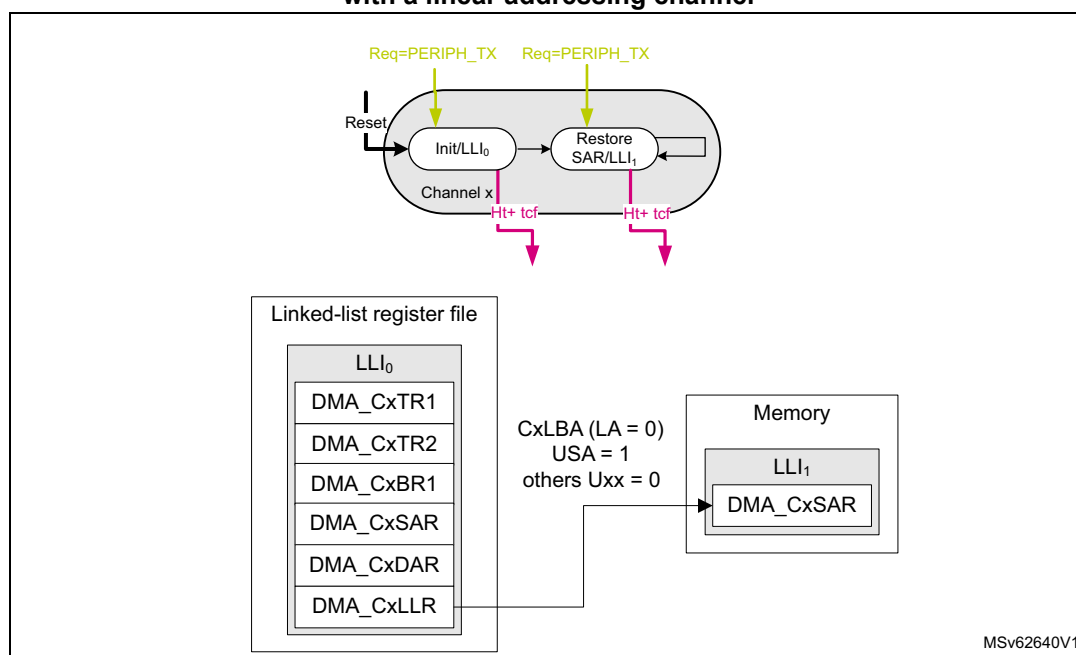 with a linear addressing channel
Req=PERIPH_TX Req=PERIPH_TX
Reset
Init/LLI₀
Restore
SAR/LLI₁
Channel x
Ht+ tcf Ht+ tcf
Linked-list register file
LLI₀
DMA_CxTR1
DMA_CxTR2
DMA_CxBR1
DMA_CxSAR
DMA_CxDAR
DMA_CxLLR
CxLBA (LA = 0)
USA = 1
others Uxx = 0
Memory
LLI₁
DMA_CxSAR
MSv62640V1